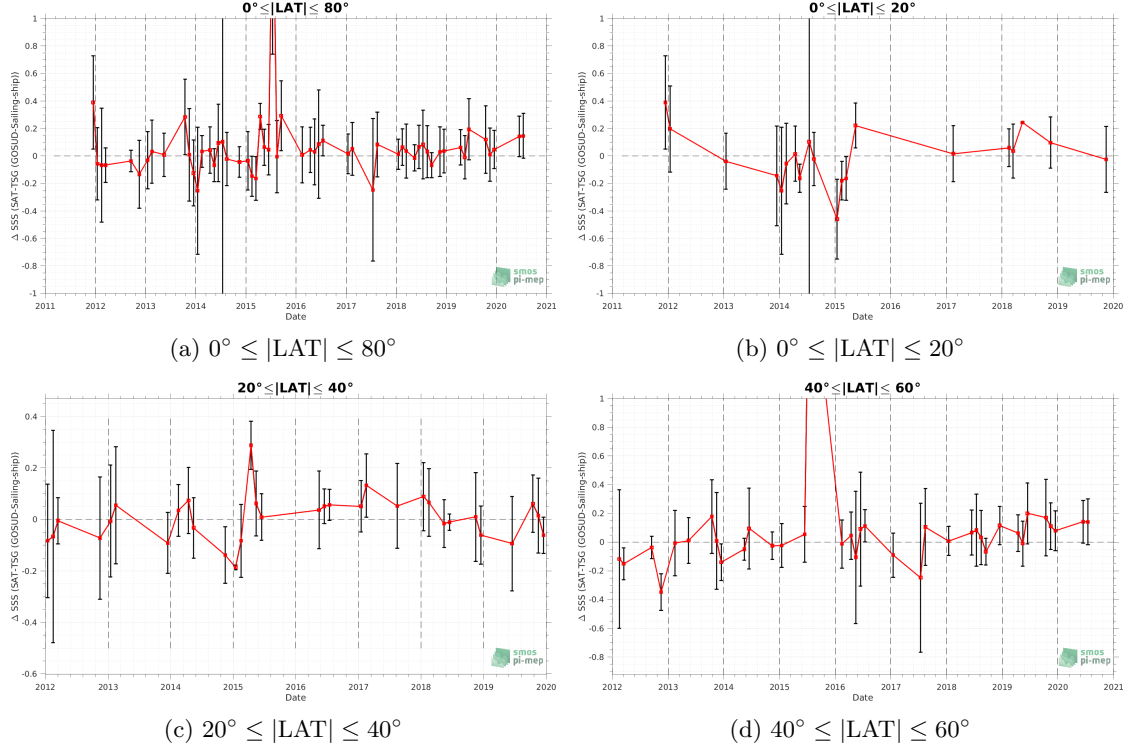 0°≤|LAT|≤ 80°
Δ SSS (SAT-TSG (GOSUD-Sailing-ship))
1
0.8
0.6
0.4
0.2
0
-0.2
-0.4
-0.6
-0.8
-1
2011 2012 2013 2014 2015 2016 2017 2018 2019 2020 2021
Date
smos
pi-mep
(a) 0° ≤ |LAT| ≤ 80°
0°≤|LAT|≤ 20°
Δ SSS (SAT-TSG (GOSUD-Sailing-ship))
1
0.8
0.6
0.4
0.2
0
-0.2
-0.4
-0.6
-0.8
-1
2011 2012 2013 2014 2015 2016 2017 2018 2019 2020
Date
smos
pi-mep
(b) 0° ≤ |LAT| ≤ 20°
20°≤|LAT|≤ 40°
Δ SSS (SAT-TSG (GOSUD-Sailing-ship))
0.4
0.2
0
-0.2
-0.4
-0.6
2012 2013 2014 2015 2016 2017 2018 2019 2020
Date
smos
pi-mep
(c) 20° ≤ |LAT| ≤ 40°
40°≤|LAT|≤ 60°
Δ SSS (SAT-TSG (GOSUD-Sailing-ship))
1
0.8
0.6
0.4
0.2
0
-0.2
-0.4
-0.6
-0.8
2012 2013 2014 2015 2016 2017 2018 2019 2020 2021
Date
smos
pi-mep
(d) 40° ≤ |LAT| ≤ 60°